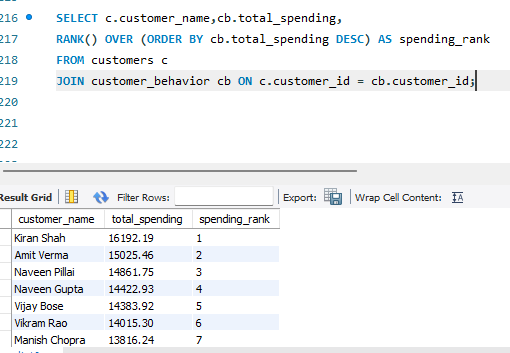 216 SELECT c.customer_name,cb.total_spending,
217 RANK() OVER (ORDER BY cb.total_spending DESC) AS spending_rank
218 FROM customers c
219 JOIN customer_behavior cb ON c.customer_id = cb.customer_id;
220
221
222
Result Grid Filter Rows: Export: Wrap Cell Content:
customer_name total_spending spending_rank
Kiran Shah 16192.19 1
Amit Verma 15025.46 2
Naveen Pillai 14861.75 3
Naveen Gupta 14422.93 4
Vijay Bose 14383.92 5
Vikram Rao 14015.30 6
Manish Chopra 13816.24 7